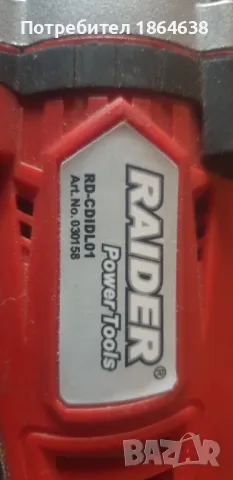 Потребител 1864638
RAIDER®
Power Tools
RD-CDIDL01
Art. No. 030158
BAZAR